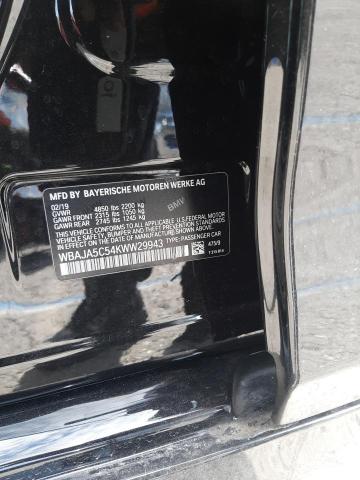 MFD BY BAYERISCHE MOTOREN WERKE AG
BMW
02/19
GVWR 4850 lbs 2200 kg
GAWR FRONT 2315 lbs 1050 kg
GAWR REAR 2745 lbs 1245 kg
THIS VEHICLE CONFORMS TO ALL APPLICABLE U.S. FEDERAL MOTOR
VEHICLE SAFETY, BUMPER, AND THEFT PREVENTION STANDARDS IN
EFFECT ON THE DATE OF MANUFACTURE SHOWN ABOVE.
WBAJA5C54KWW29943 TYPE: PASSENGER CAR
475/9